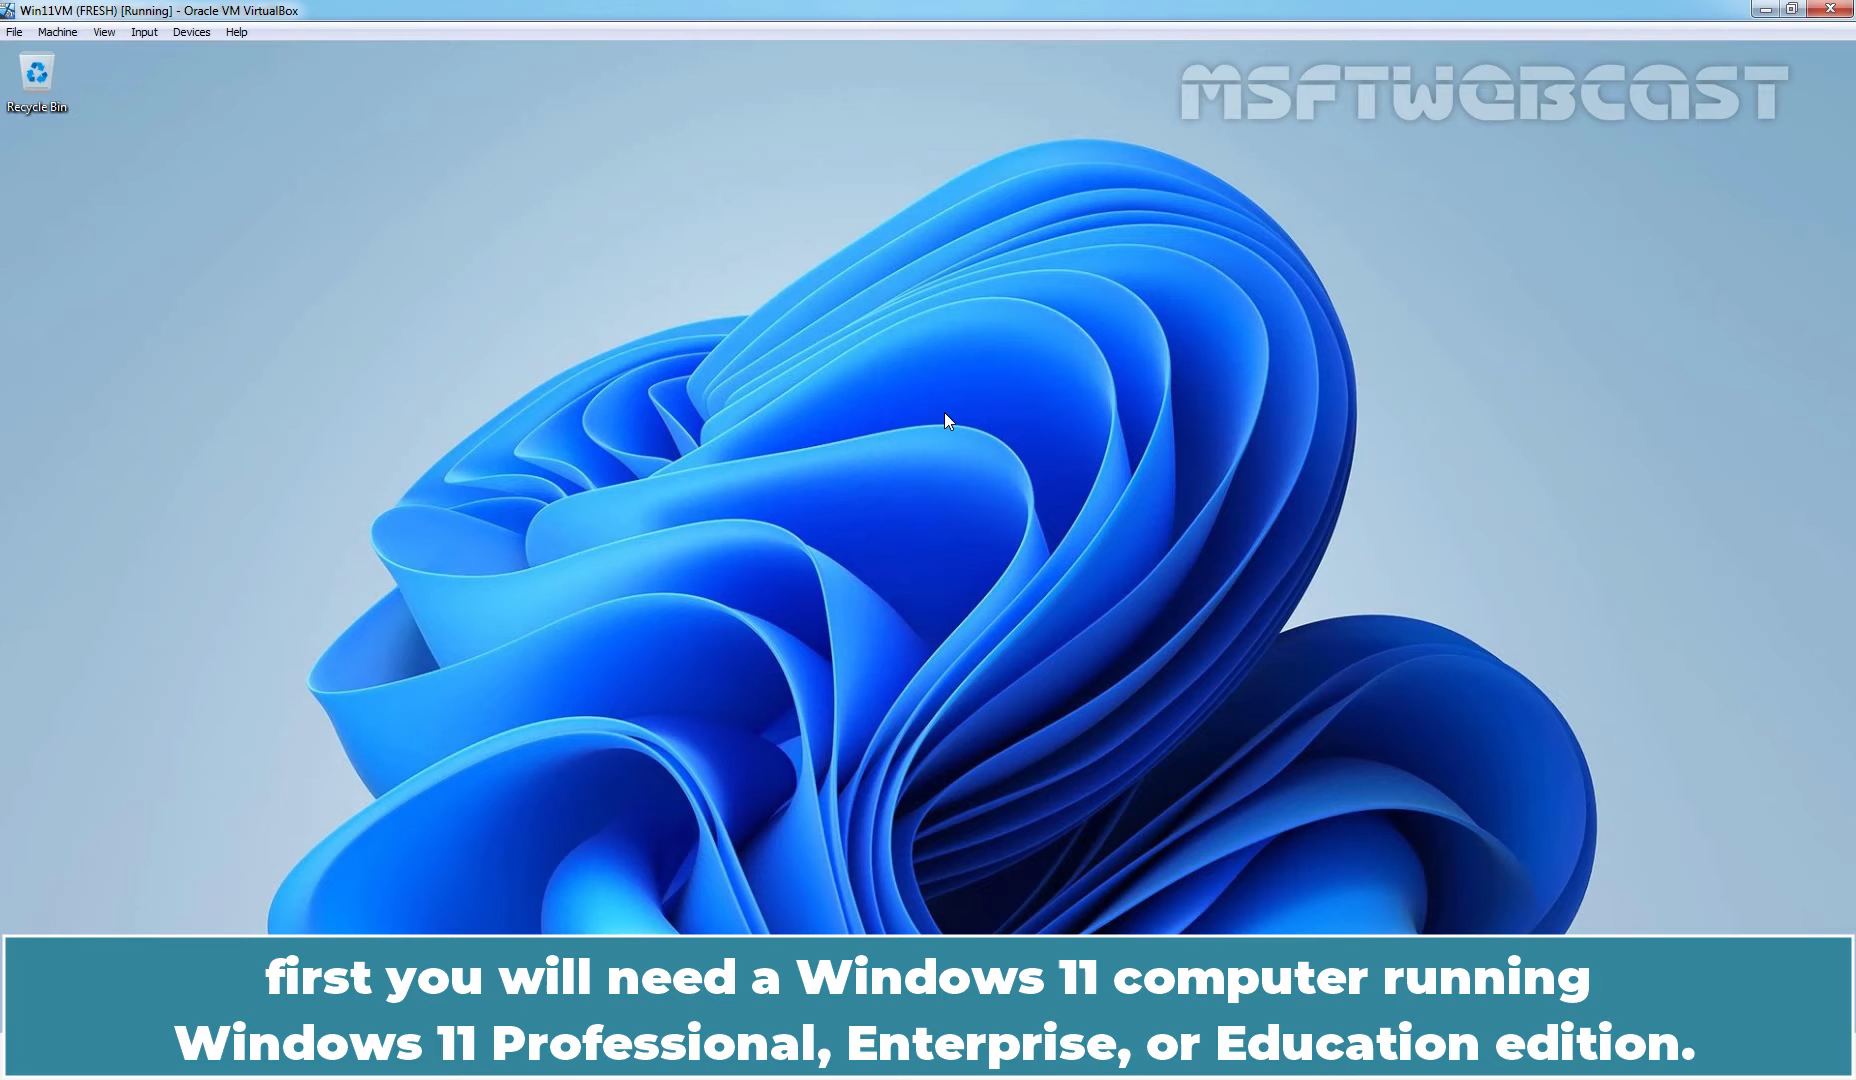 Win11VM (FRESH) [Running] - Oracle VM VirtualBox
File Machine View Input Devices Help
Recycle Bin
MSFTWEBCAST
first you will need a Windows 11 computer running
Windows 11 Professional, Enterprise, or Education edition.